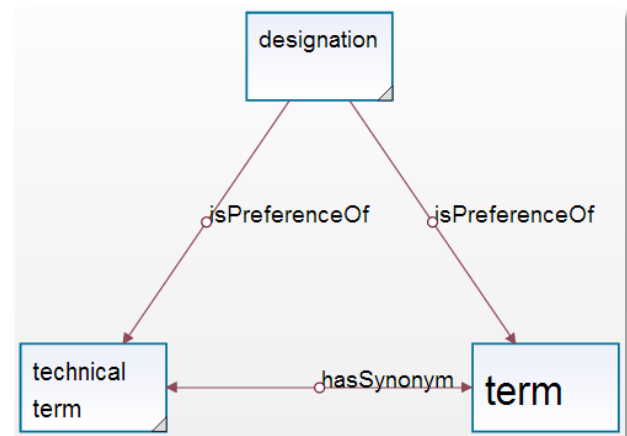 designation
isPreferenceOf
isPreferenceOf
hasSynonym
technical
term
term